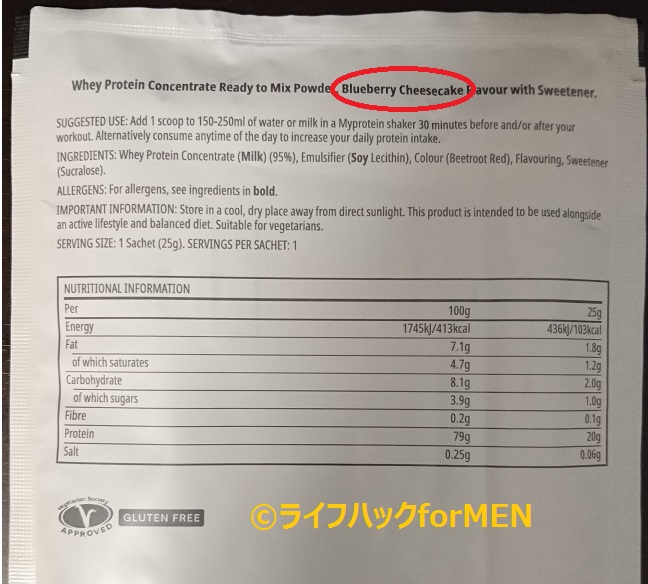 Whey Protein Concentrate Ready to Mix Powder, Blueberry Cheesecake Flavour with Sweetener.
SUGGESTED USE: Add 1 scoop to 150-250ml of water or milk in a Myprotein shaker 30 minutes before and/or after your
workout. Alternatively consume anytime of the day to increase your daily protein intake.
INGREDIENTS: Whey Protein Concentrate (Milk) (95%), Emulsifier (Soy Lecithin), Colour (Beetroot Red), Flavouring, Sweetener
(Sucralose).
ALLERGENS: For allergens, see ingredients in bold.
IMPORTANT INFORMATION: Store in a cool, dry place away from direct sunlight. This product is intended to be used alongside
an active lifestyle and balanced diet. Suitable for vegetarians.
SERVING SIZE: 1 Sachet (25g). SERVINGS PER SACHET: 1
NUTRITIONAL INFORMATION
Per 100g 25g
Energy 1745kJ/413kcal 436kJ/103kcal
Fat 7.1g 1.8g
of which saturates 4.7g 1.2g
Carbohydrate 8.1g 2.0g
of which sugars 3.9g 1.0g
Fibre 0.2g 0.1g
Protein 79g 20g
Salt 0.25g 0.06g
Vegetarian Society
APPROVED
GLUTEN FREE
©ライフハックforMEN